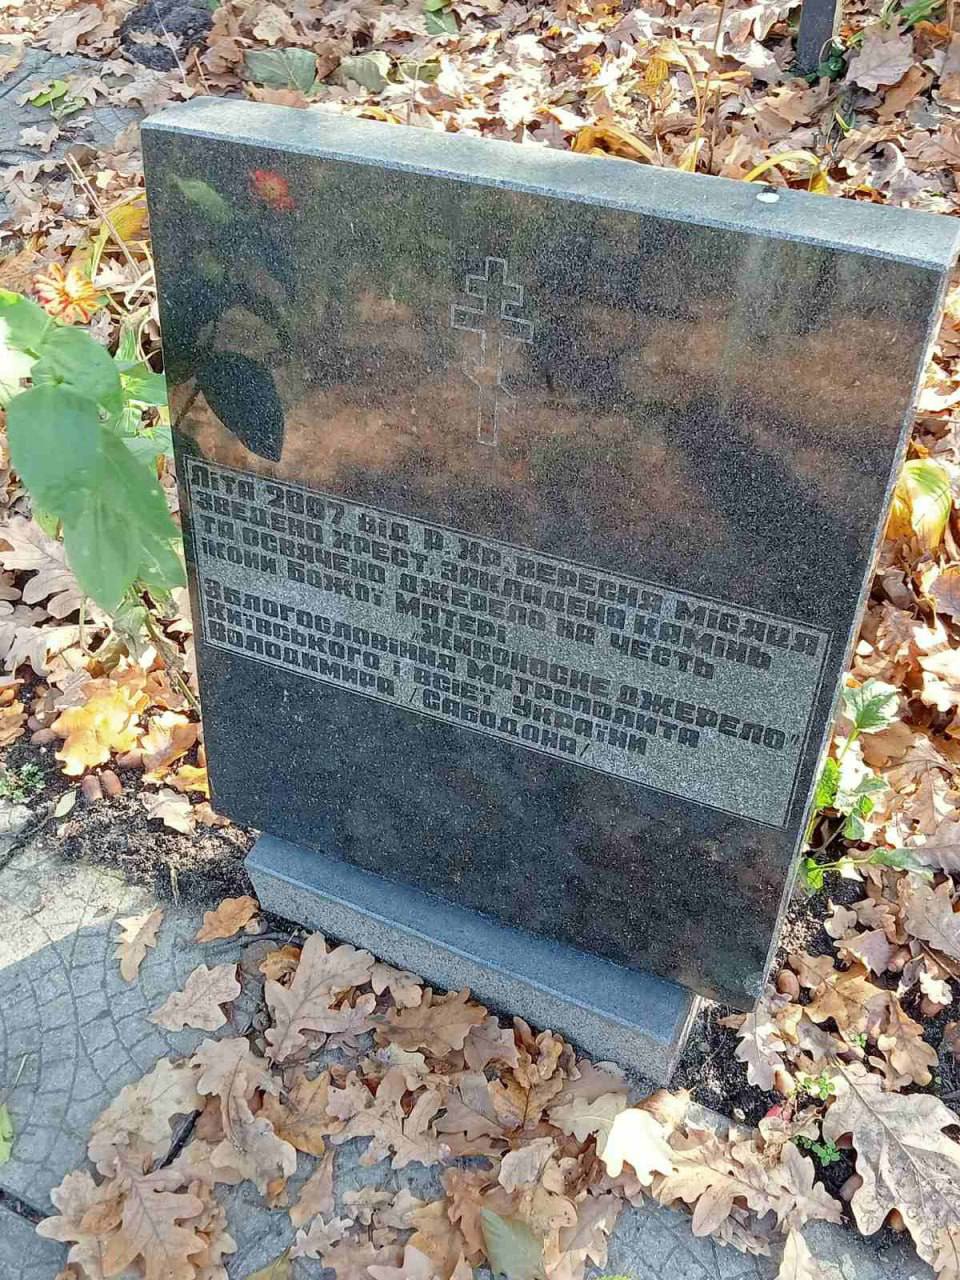 Літа 2007 від р.Хр. вересня місяця
зведено хрест, закладено камінь
та освячено джерело на честь
ікони Божої Матері
„Живоносне джерело"
З благословіння Митрополита
Київського і всієї України
Володимира /Сабодона/